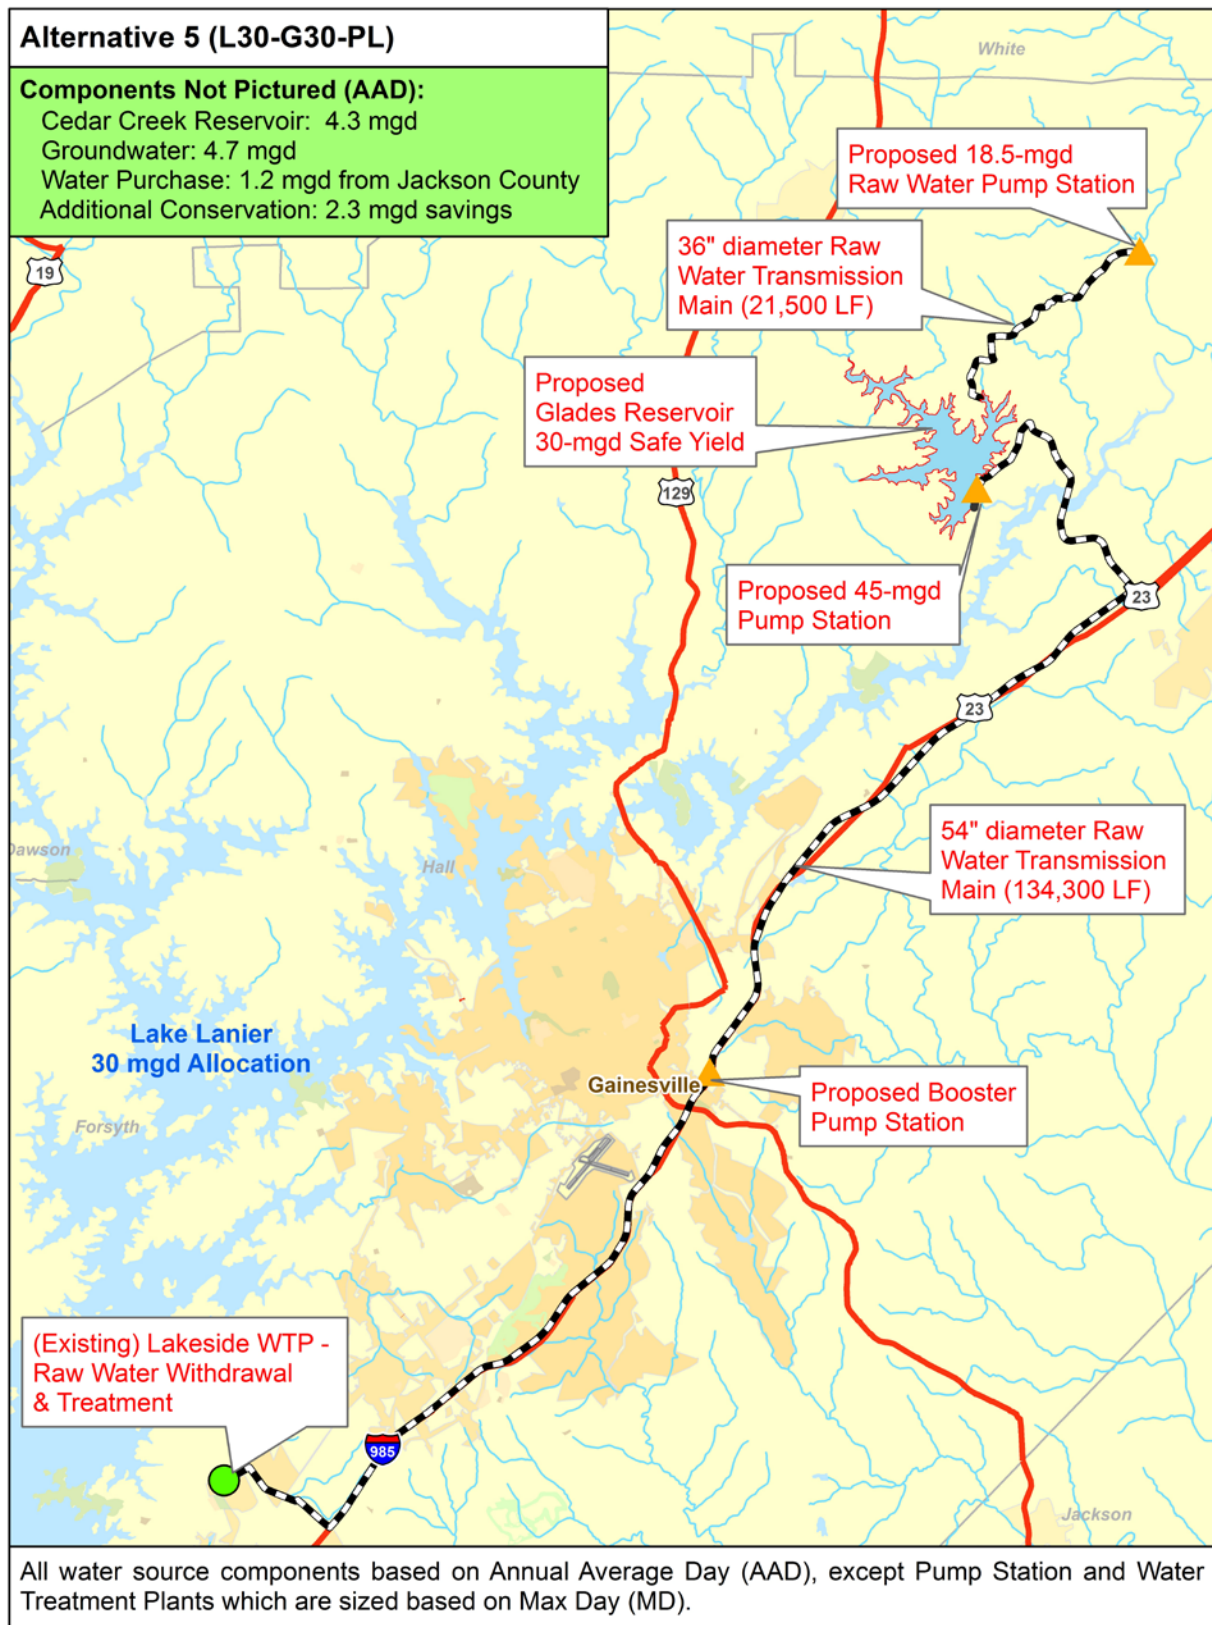 Alternative 5 (L30-G30-PL)
Components Not Pictured (AAD):
Cedar Creek Reservoir: 4.3 mgd
Groundwater: 4.7 mgd
Water Purchase: 1.2 mgd from Jackson County
Additional Conservation: 2.3 mgd savings
White
Proposed 18.5-mgd
Raw Water Pump Station
19
36" diameter Raw
Water Transmission
Main (21,500 LF)
Proposed
Glades Reservoir
30-mgd Safe Yield
129
Proposed 45-mgd
Pump Station
23
23
54" diameter Raw
Water Transmission
Main (134,300 LF)
Dawson
Hall
Lake Lanier
30 mgd Allocation
Gainesville
Proposed Booster
Pump Station
Forsyth
(Existing) Lakeside WTP -
Raw Water Withdrawal
& Treatment
985
Jackson
All water source components based on Annual Average Day (AAD), except Pump Station and Water
Treatment Plants which are sized based on Max Day (MD).